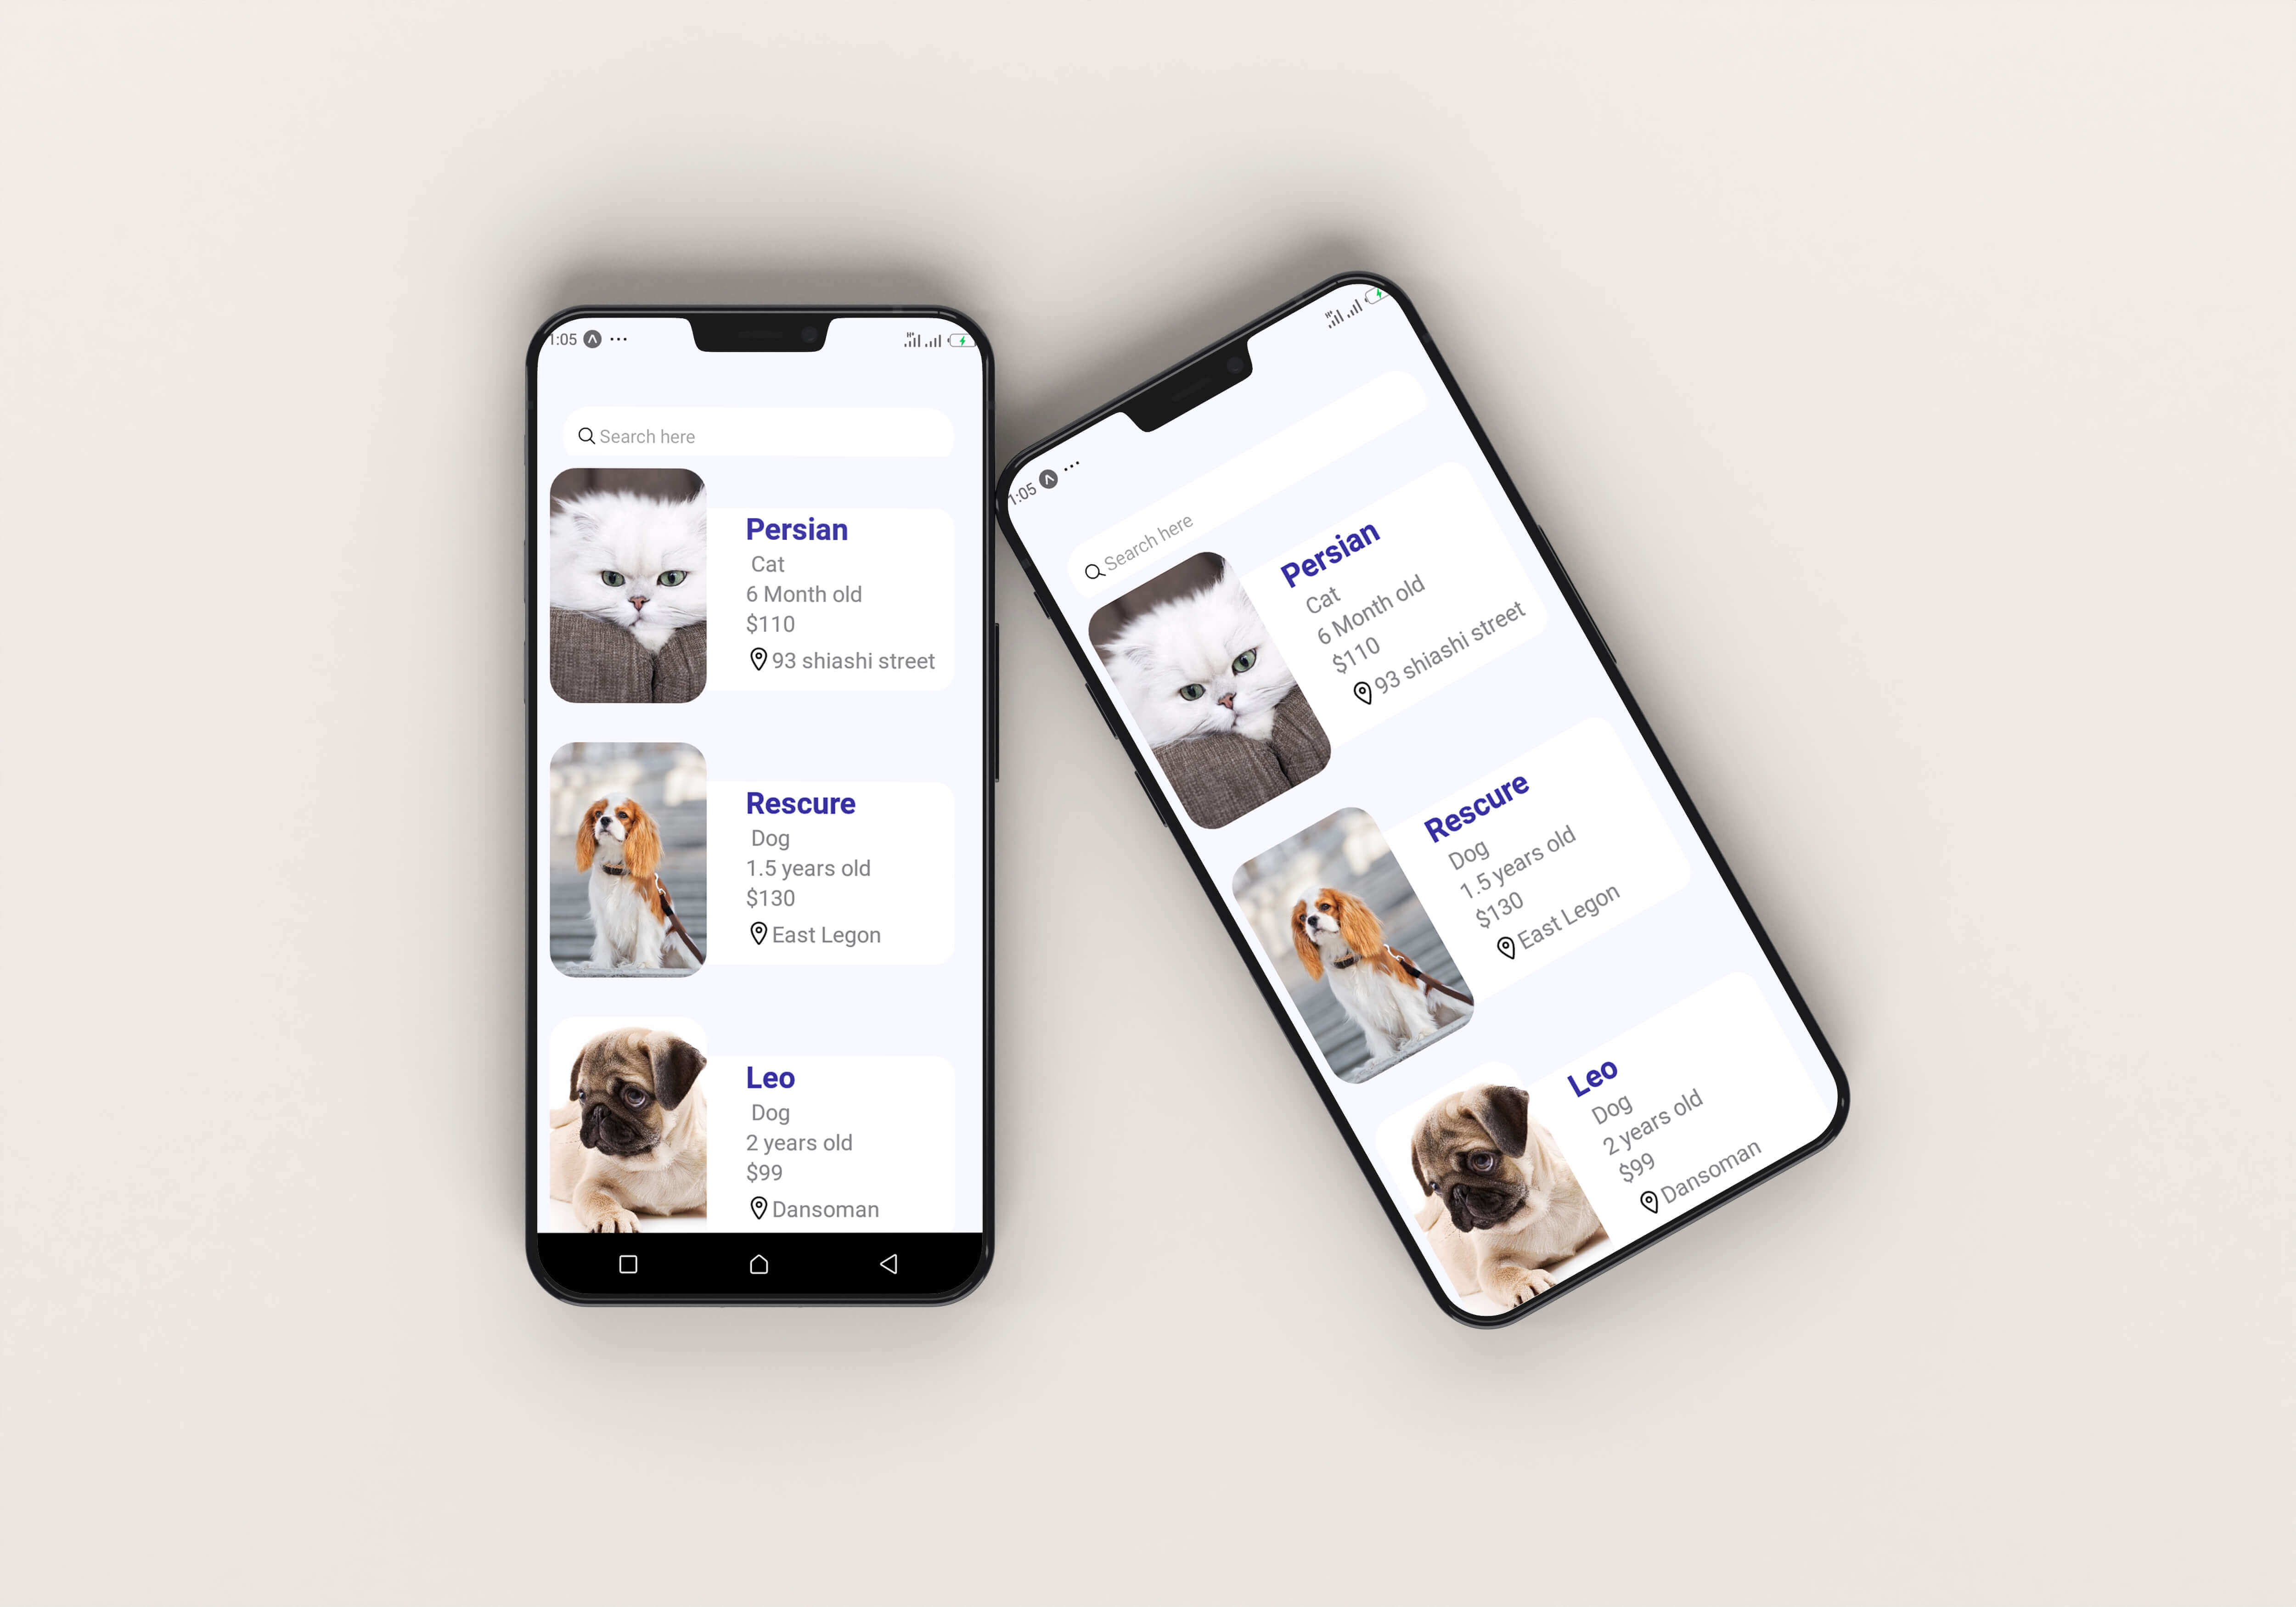 1:05
Search here
Persian
Cat
6 Month old
$110
93 shiashi street
Rescure
Dog
1.5 years old
$130
East Legon
Leo
Dog
2 years old
$99
Dansoman
1:05
Search here
Persian
Cat
6 Month old
$110
93 shiashi street
Rescure
Dog
1.5 years old
$130
East Legon
Leo
Dog
2 years old
$99
Dansoman